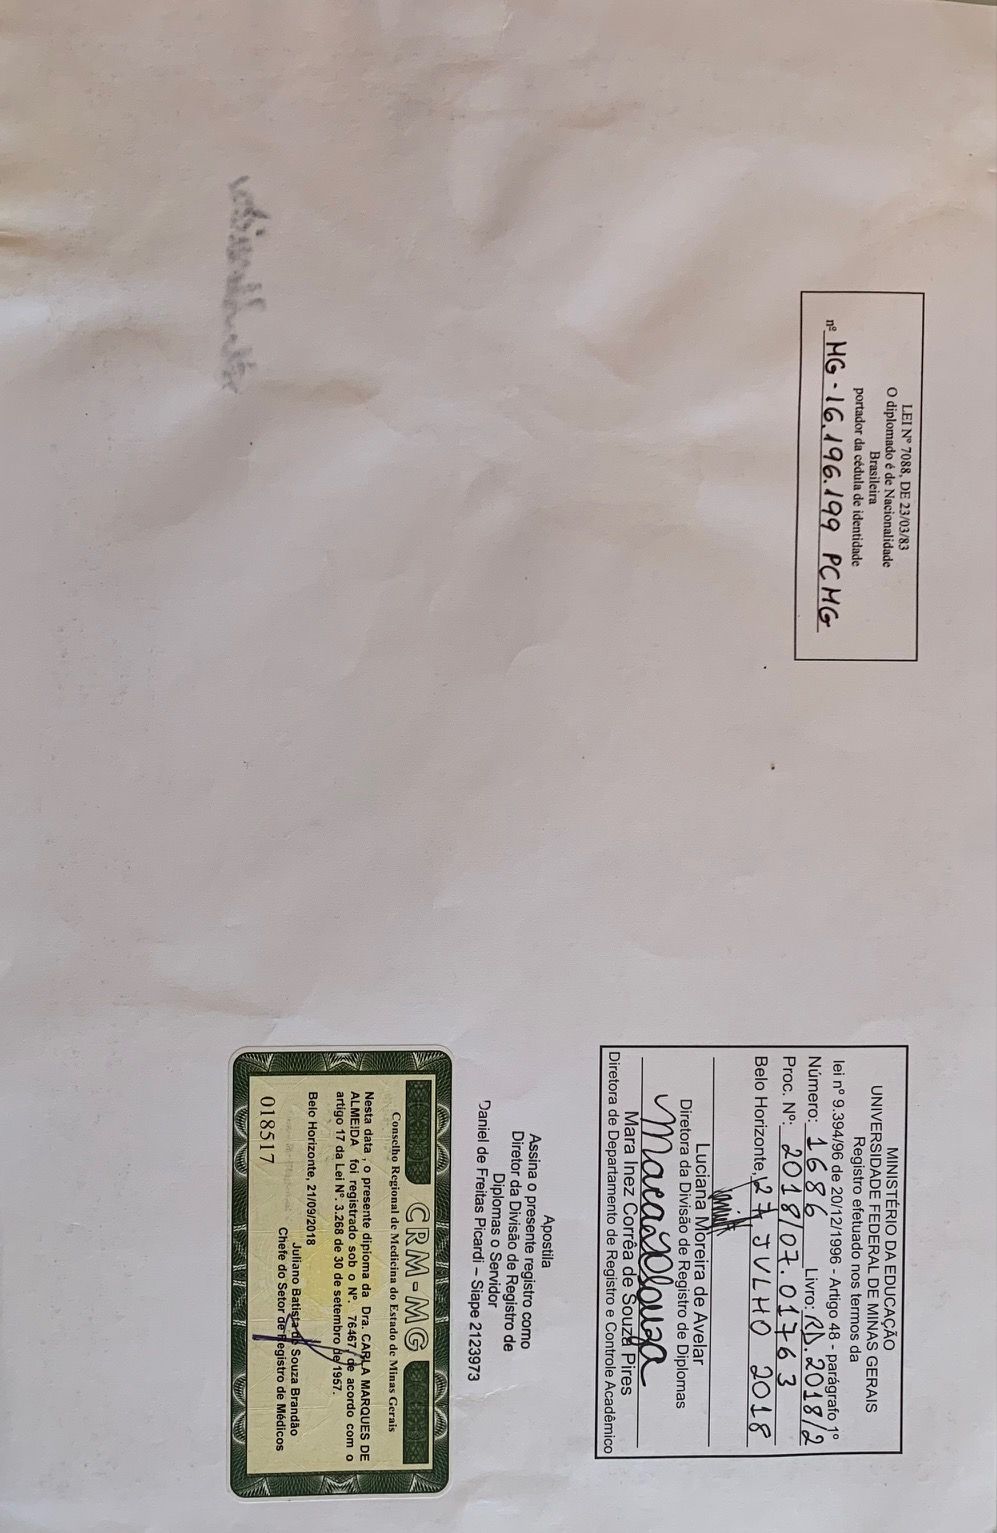 LEI Nº 7088, DE 23/03/83
O diplomado é de Nacionalidade
Brasileira
portador da cédula de identidade
nº MG-16.196.199 PCMG
MINISTÉRIO DA EDUCAÇÃO
UNIVERSIDADE FEDERAL DE MINAS GERAIS
Registro efetuado nos termos da
lei nº 9.394/96 de 20/12/1996 - Artigo 48 - parágrafo 1º
Número: 1686 Livro: RD.2018/2
Proc. Nº: 2018/07.01763
Belo Horizonte, 27 JULHO 2018
Luciana Moreira de Avelar
Diretora da Divisão de Registro de Diplomas
Mara Inez Corrêa de Souza Pires
Diretora de Departamento de Registro e Controle Acadêmico
Apostila
Assina o presente registro como
Diretor da Divisão de Registro de
Diplomas o Servidor
Daniel de Freitas Picardi – Siape 2123973
CRM-MG
Conselho Regional de Medicina do Estado de Minas Gerais
Nesta data , o presente diploma da Dra. CARLA MARQUES DE
ALMEIDA foi registrado sob o Nº. 76467, de acordo com o
artigo 17 da Lei Nº. 3.268 de 30 de setembro de 1957.
Belo Horizonte, 21/09/2018
Juliano Batista de Souza Brandão
Chefe do Setor de Registro de Médicos
018517